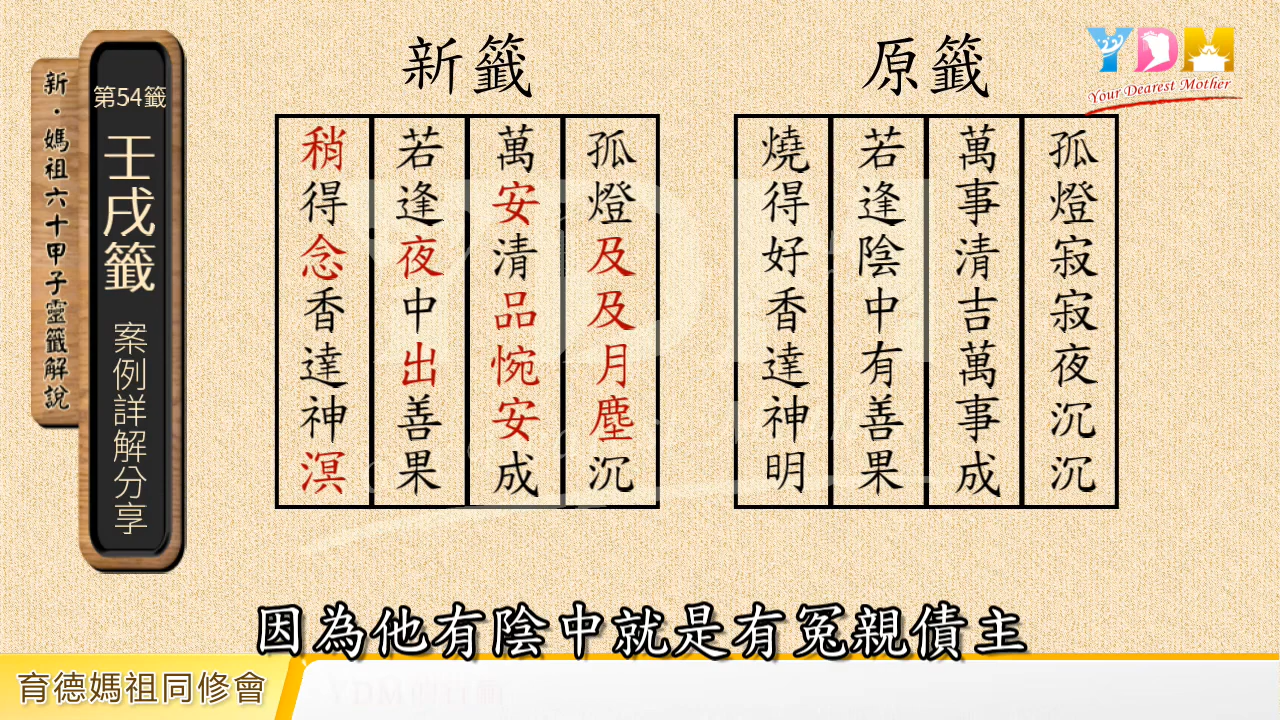 新・媽祖六十甲子靈籤解說
第54籤
壬戌籤
案例詳解分享
新籤
孤燈及及月塵沉
萬安清品惋安成
若逢夜中出善果
稍得念香達神溟
原籤
孤燈寂寂夜沉沉
萬事清吉萬事成
若逢陰中有善果
燒得好香達神明
YDM
Your Dearest Mother
因為他有陰中就是有冤親債主
育德媽祖同修會